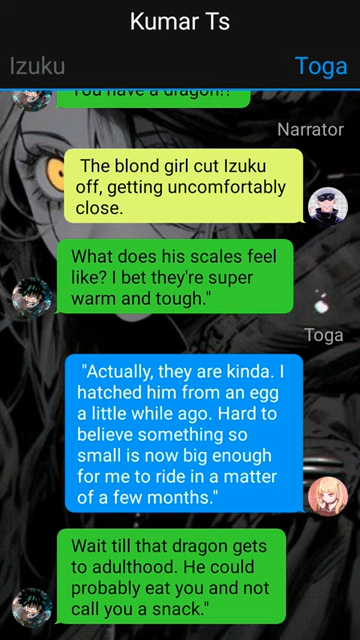 Kumar Ts
Izuku
Toga
You have a dragon!?
Narrator
The blond girl cut Izuku
off, getting uncomfortably
close.
What does his scales feel
like? I bet they're super
warm and tough."
Toga
"Actually, they are kinda. I
hatched him from an egg
a little while ago. Hard to
believe something so
small is now big enough
for me to ride in a matter
of a few months."
Wait till that dragon gets
to adulthood. He could
probably eat you and not
call you a snack."